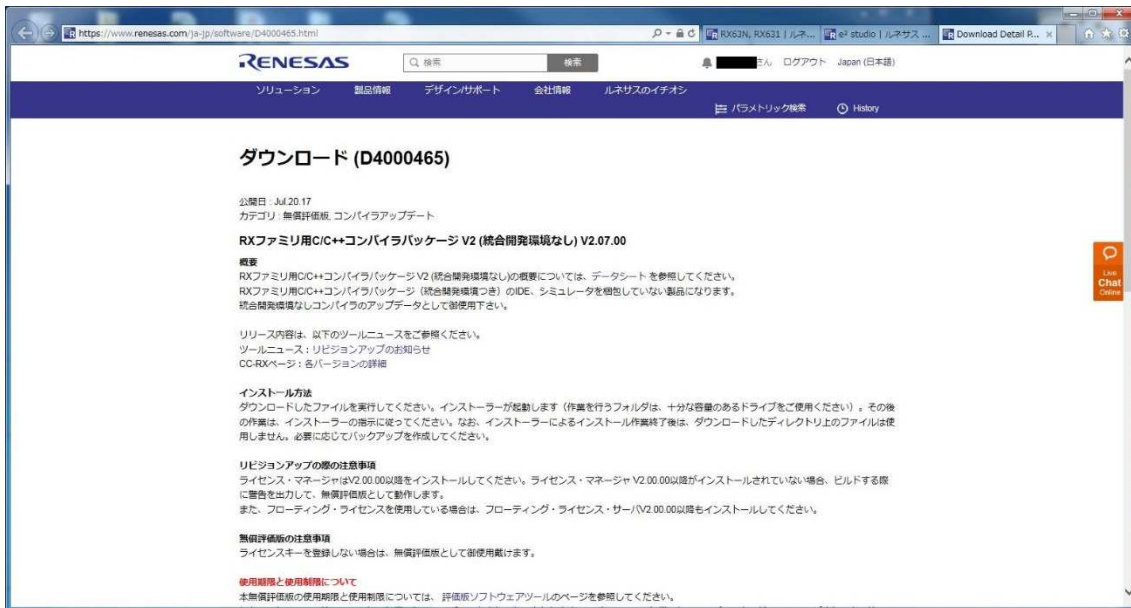 https://www.renesas.com/ja-jp/software/D4000465.html
RX63N, RX631 | ルネ...
e² studio | ルネサス ...
Download Detail P... ×
RENESAS
検索
検索
さん ログアウト Japan (日本語)
ソリューション 製品情報 デザイン/サポート 会社情報 ルネサスのイチオシ
パラメトリック検索 History
ダウンロード (D4000465)
公開日 : Jul.20.17
カテゴリ : 無償評価版, コンパイラアップデート
RXファミリ用C/C++コンパイラパッケージ V2 (統合開発環境なし) V2.07.00
概要
RXファミリ用C/C++コンパイラパッケージ V2 (統合開発環境なし)の概要については、データシート を参照してください。
RXファミリ用C/C++コンパイラパッケージ（統合開発環境つき）のIDE、シミュレータを梱包していない製品になります。
統合開発環境なしコンパイラのアップデータとして御使用下さい。
リリース内容は、以下のツールニュースをご参照ください。
ツールニュース：リビジョンアップのお知らせ
CC-RXページ：各バージョンの詳細
インストール方法
ダウンロードしたファイルを実行してください。インストーラーが起動します（作業を行うフォルダは、十分な容量のあるドライブをご使用ください）。その後
の作業は、インストーラーの指示に従ってください。なお、インストーラーによるインストール作業終了後は、ダウンロードしたディレクトリ上のファイルは使
用しません。必要に応じてバックアップを作成してください。
リビジョンアップの際の注意事項
ライセンス・マネージャはV2.00.00以降をインストールしてください。ライセンス・マネージャ V2.00.00以降がインストールされていない場合、ビルドする際
に警告を出力して、無償評価版として動作します。
また、フローティング・ライセンスを使用している場合は、フローティング・ライセンス・サーバV2.00.00以降もインストールしてください。
無償評価版の注意事項
ライセンスキーを登録しない場合は、無償評価版として御使用戴けます。
使用期限と使用制限について
本無償評価版の使用期限と使用制限については、 評価版ソフトウェアツールのページを参照してください。
Live
Chat
Online